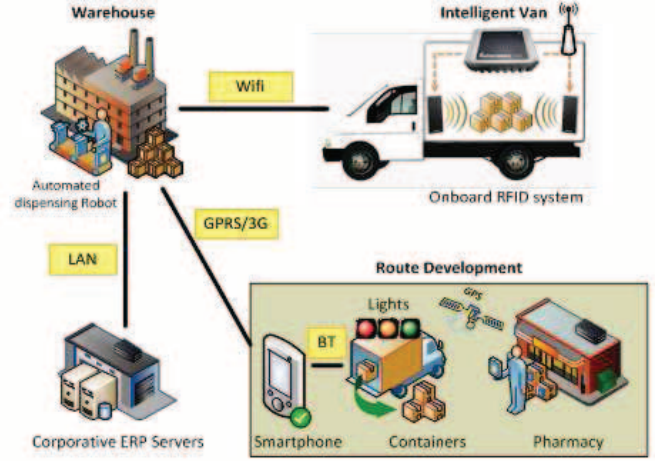 Warehouse
Intelligent Van
Wifi
Automated
dispensing Robot
Onboard RFID system
GPRS/3G
LAN
Route Development
GPS
Lights
BT
Corporative ERP Servers
Smartphone
Containers
Pharmacy